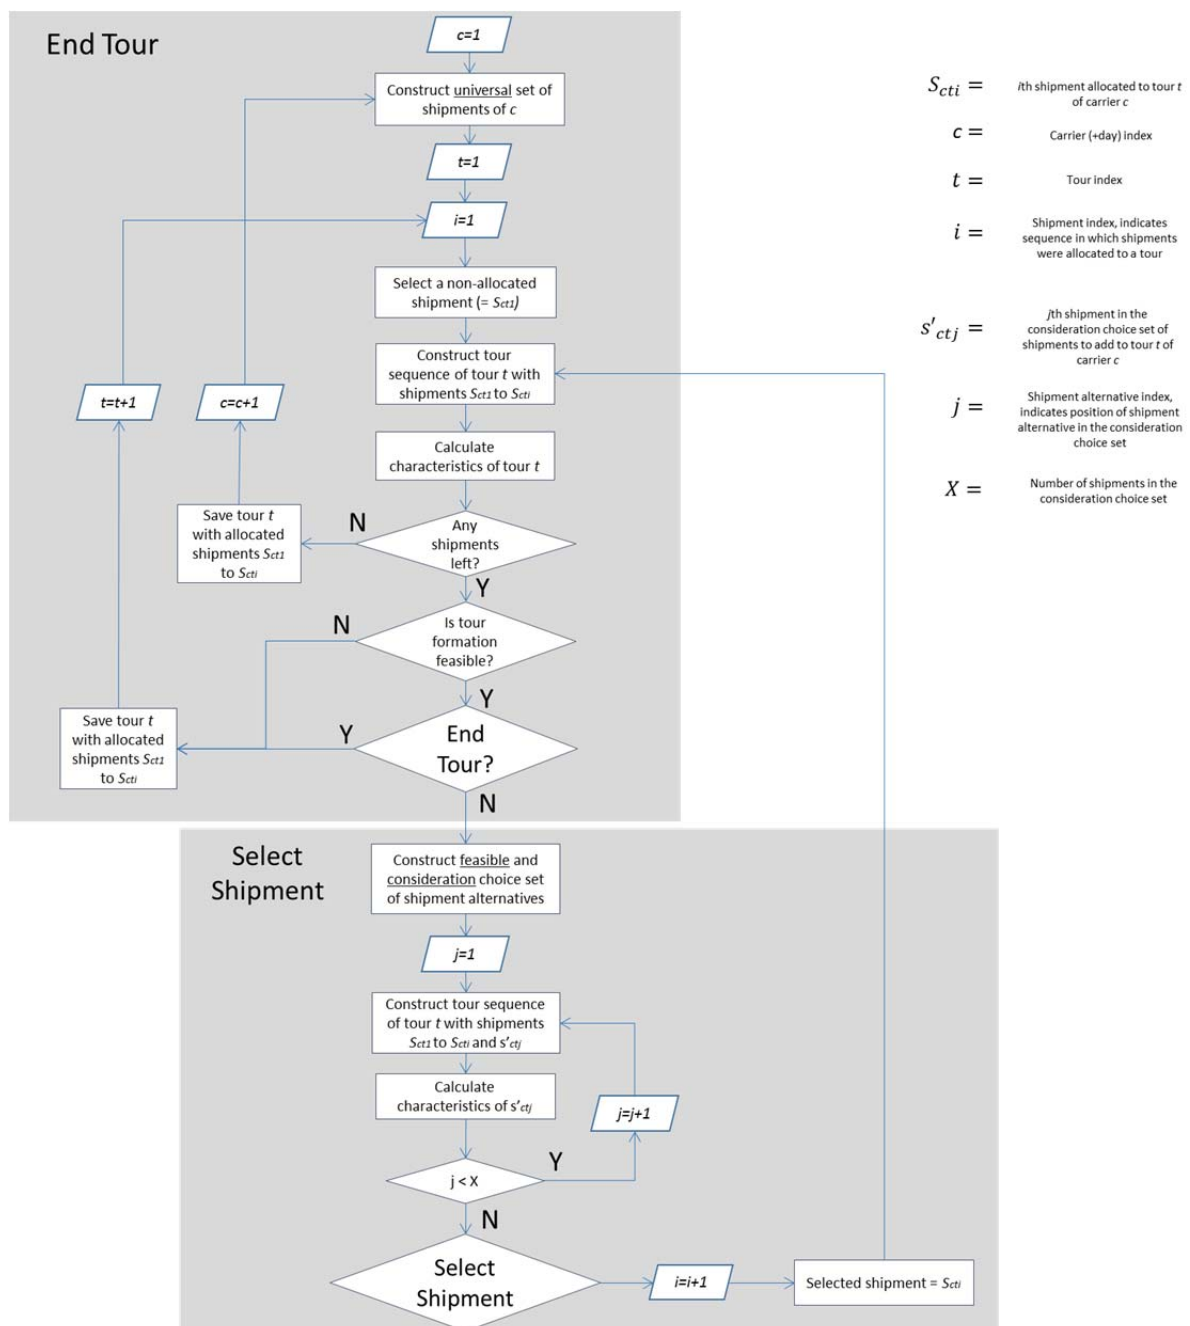 End Tour
c=1
Construct universal set of
shipments of c
t=1
i=1
Select a non-allocated
shipment (= Sct1)
Construct tour
sequence of tour t with
shipments Sct1 to Scti
t=t+1
c=c+1
Calculate
characteristics of tour t
Save tour t
with allocated
shipments Sct1
to Scti
N
Any
shipments
left?
Y
N
Is tour
formation
feasible?
Y
Save tour t
with allocated
shipments Sct1
to Scti
Y
End
Tour?
N
Select
Shipment
Construct feasible and
consideration choice set
of shipment alternatives
j=1
Construct tour sequence
of tour t with shipments
Sct1 to Scti and s'ctj
Calculate
characteristics of s'ctj
j=j+1
j < X
Y
N
Select
Shipment
i=i+1
Selected shipment = Scti
Scti =
ith shipment allocated to tour t
of carrier c
c =
Carrier (+day) index
t =
Tour index
i =
Shipment index, indicates
sequence in which shipments
were allocated to a tour
s'ctj =
jth shipment in the
consideration choice set of
shipments to add to tour t of
carrier c
j =
Shipment alternative index,
indicates position of shipment
alternative in the consideration
choice set
X =
Number of shipments in the
consideration choice set